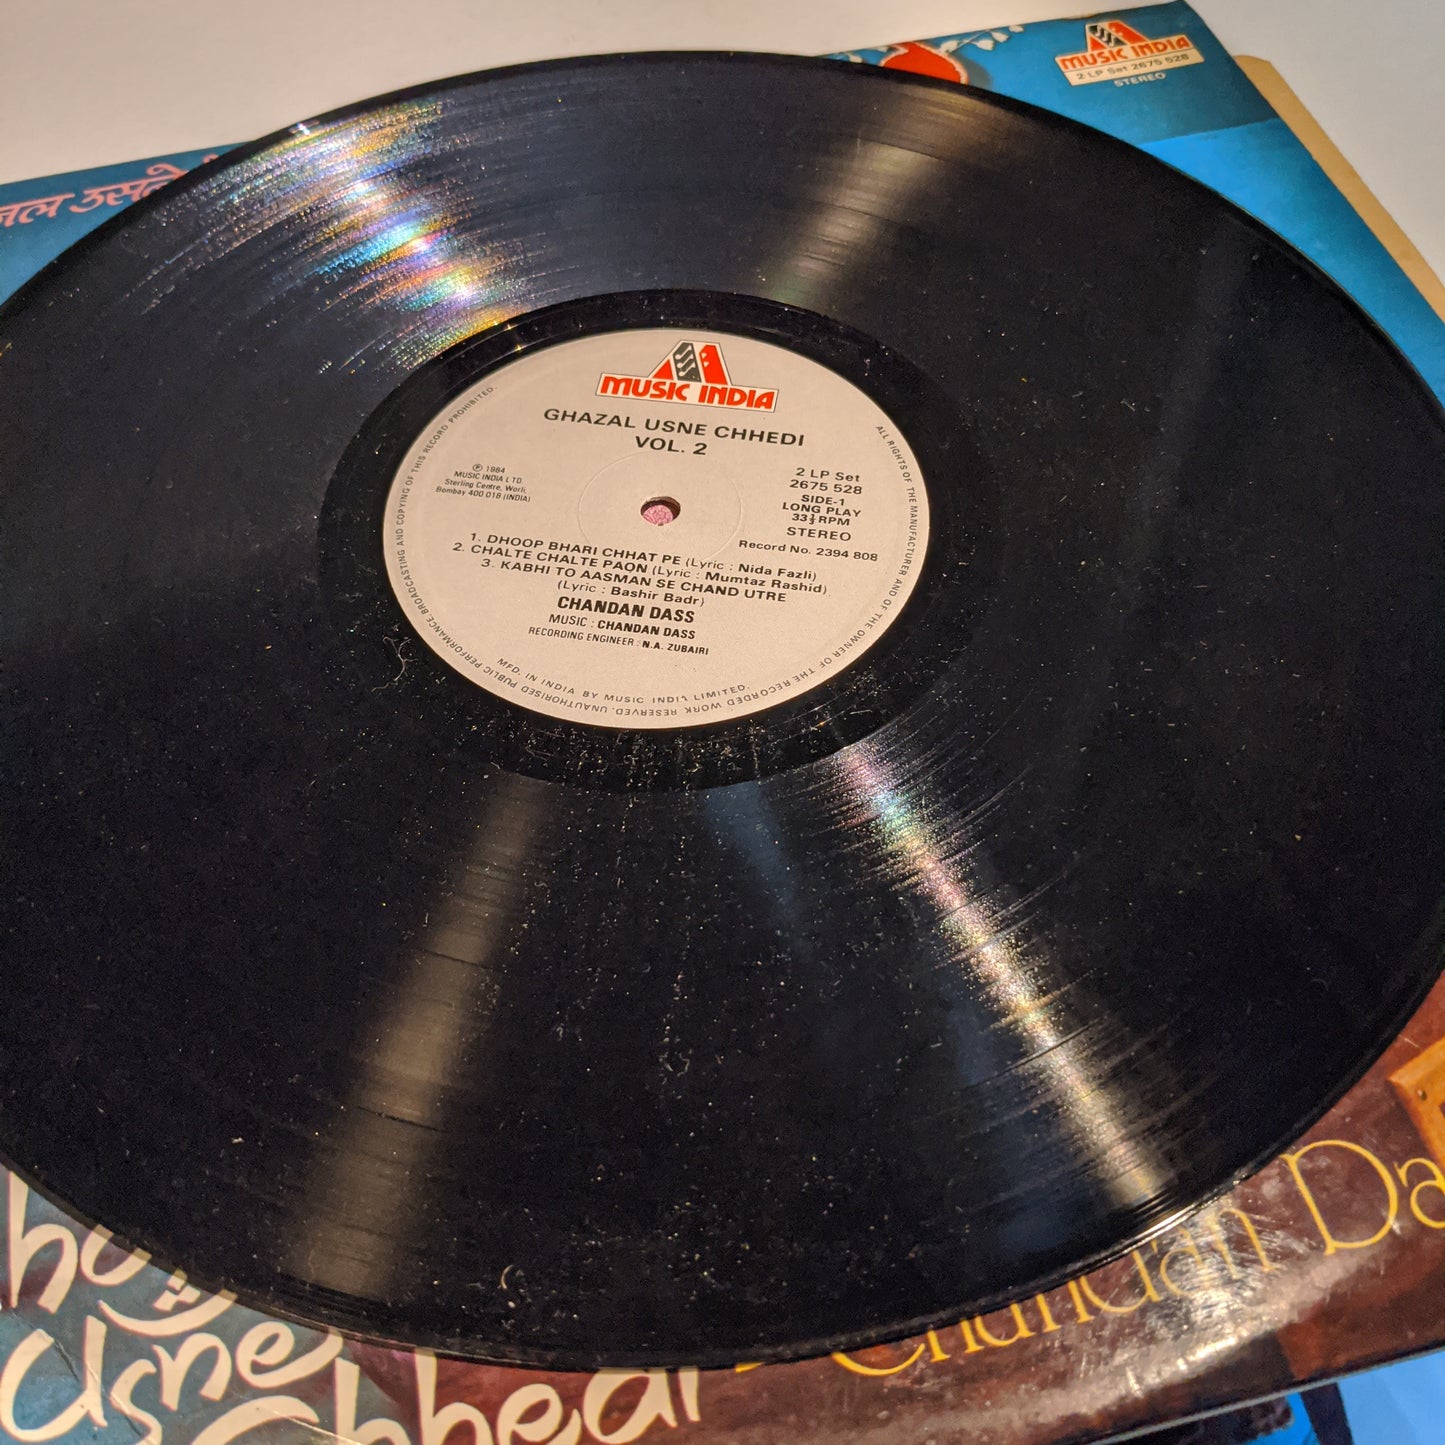 MUSIC INDIA
2 LP Set 2675 528
STEREO
MUSIC INDIA
GHAZAL USNE CHHEDI
VOL. 2
℗ 1984
MUSIC INDIA LTD
Sterling Centre, Worli,
Bombay 400 018 (INDIA)
2 LP Set
2675 528
SIDE-1
LONG PLAY
33⅓ RPM
STEREO
Record No. 2394 808
1. DHOOP BHARI CHHAT PE (Lyric : Nida Fazli)
2. CHALTE CHALTE PAON (Lyric : Mumtaz Rashid)
3. KABHI TO AASMAN SE CHAND UTRE
(Lyric : Bashir Badr)
CHANDAN DASS
MUSIC : CHANDAN DASS
RECORDING ENGINEER : N.A. ZUBAIRI
MFD. IN INDIA BY MUSIC INDIA LIMITED.
ALL RIGHTS OF THE MANUFACTURER AND OF THE OWNER OF THE RECORDED WORK RESERVED. UNAUTHORISED PUBLIC PERFORMANCE BROADCASTING AND COPYING OF THIS RECORD PROHIBITED.
Usne
Chhedi - Chandan Da